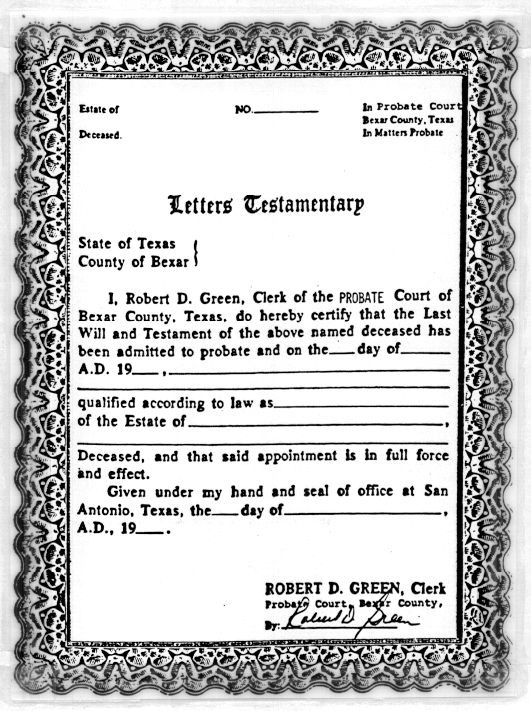 Estate of NO. In Probate Court
Bexar County, Texas
Deceased. In Matters Probate
Letters Testamentary
State of Texas
County of Bexar
I, Robert D. Green, Clerk of the PROBATE Court of
Bexar County, Texas, do hereby certify that the Last
Will and Testament of the above named deceased has
been admitted to probate and on the day of
A.D. 19 ,
qualified according to law as
of the Estate of ,
Deceased, and that said appointment is in full force
and effect.
Given under my hand and seal of office at San
Antonio, Texas, the day of ,
A.D., 19 .
ROBERT D. GREEN, Clerk
Probate Court, Bexar County,
By: Robert D Green